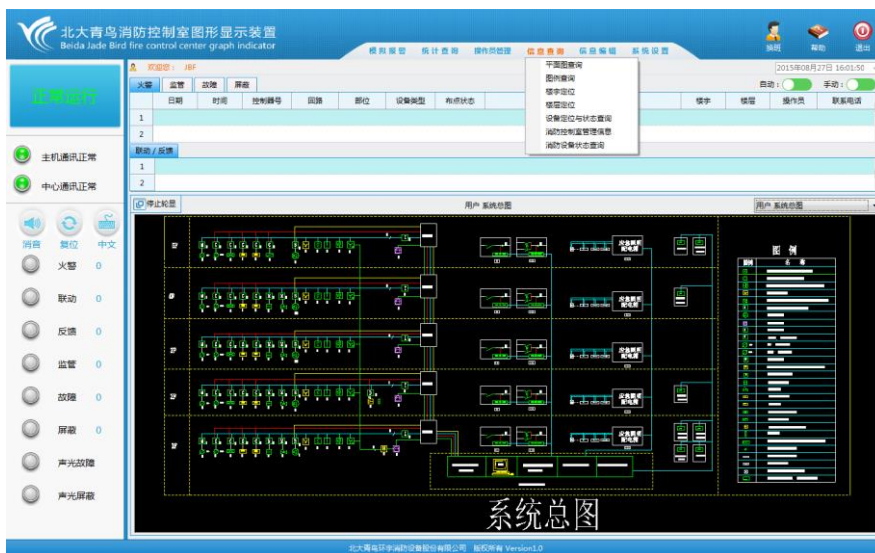 北大青鸟消防控制室图形显示装置
Beida Jade Bird fire control center graph indicator
模拟报警 统计查询 操作员管理 信息查询 信息编辑 系统设置
换班 帮助 退出
欢迎您： JBF
2015年08月27日 16:01:50
正常运行
火警 监管 故障 屏蔽
自动： 手动：
日期 时间 控制器号 回路 部位 设备类型 布点状态 楼宇 楼层 操作员 联系电话
1
2
平面图查询
图例查询
楼宇定位
楼层定位
设备定位与状态查询
消防控制室管理信息
消防设备状态查询
联动 / 反馈
1
2
主机通讯正常
中心通讯正常
停止轮显 用户 系统总图 用户 系统总图
消音 复位 中文
火警 0
联动 0
反馈 0
监管 0
故障 0
屏蔽 0
声光故障
声光屏蔽
系统总图
北大青鸟环宇消防设备股份有限公司 版权所有 Version1.0